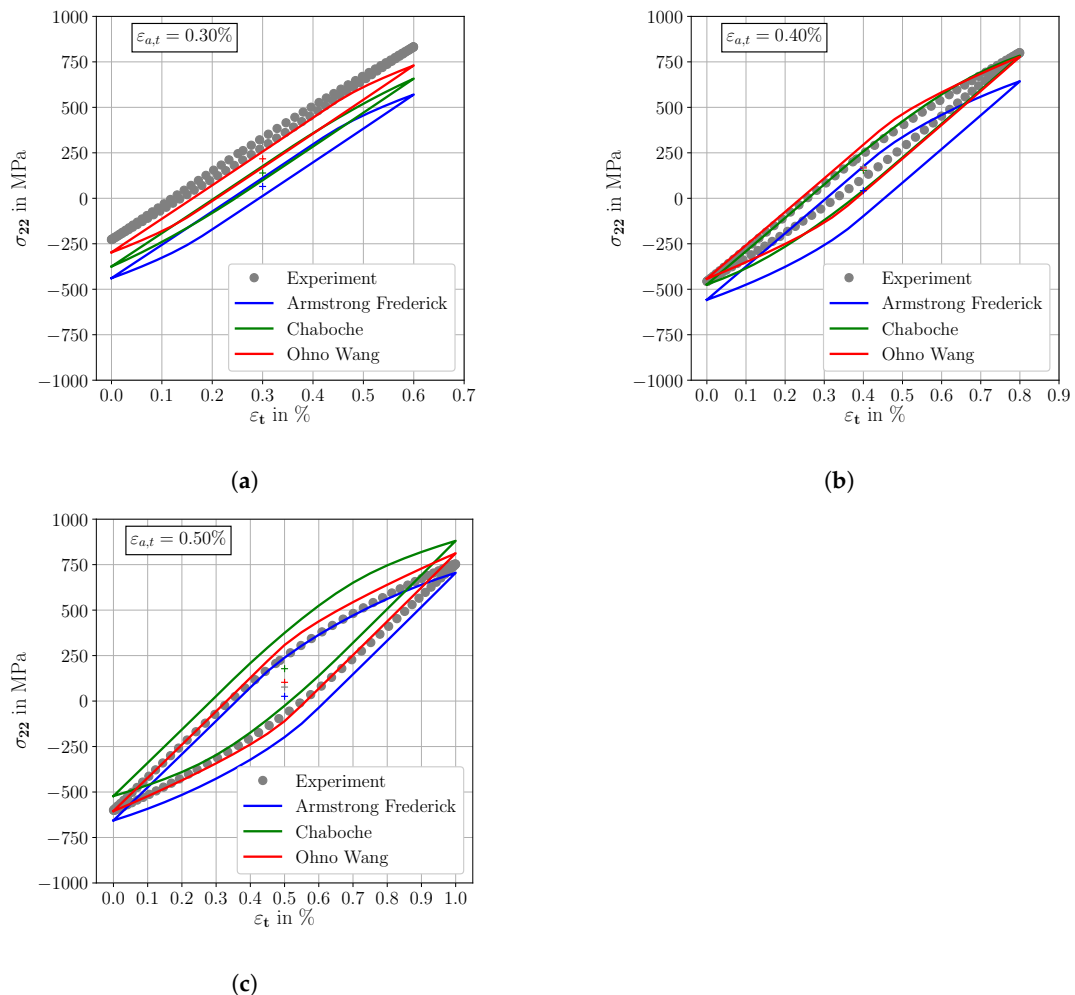 1000
750
500
250
0
−250
−500
−750
−1000
σ22 in MPa
εa,t = 0.30%
Experiment
Armstrong Frederick
Chaboche
Ohno Wang
0.0 0.1 0.2 0.3 0.4 0.5 0.6 0.7
εt in %
(a)
1000
750
500
250
0
−250
−500
−750
−1000
σ22 in MPa
εa,t = 0.40%
Experiment
Armstrong Frederick
Chaboche
Ohno Wang
0.0 0.1 0.2 0.3 0.4 0.5 0.6 0.7 0.8 0.9
εt in %
(b)
1000
750
500
250
0
−250
−500
−750
−1000
σ22 in MPa
εa,t = 0.50%
Experiment
Armstrong Frederick
Chaboche
Ohno Wang
0.0 0.1 0.2 0.3 0.4 0.5 0.6 0.7 0.8 0.9 1.0
εt in %
(c)